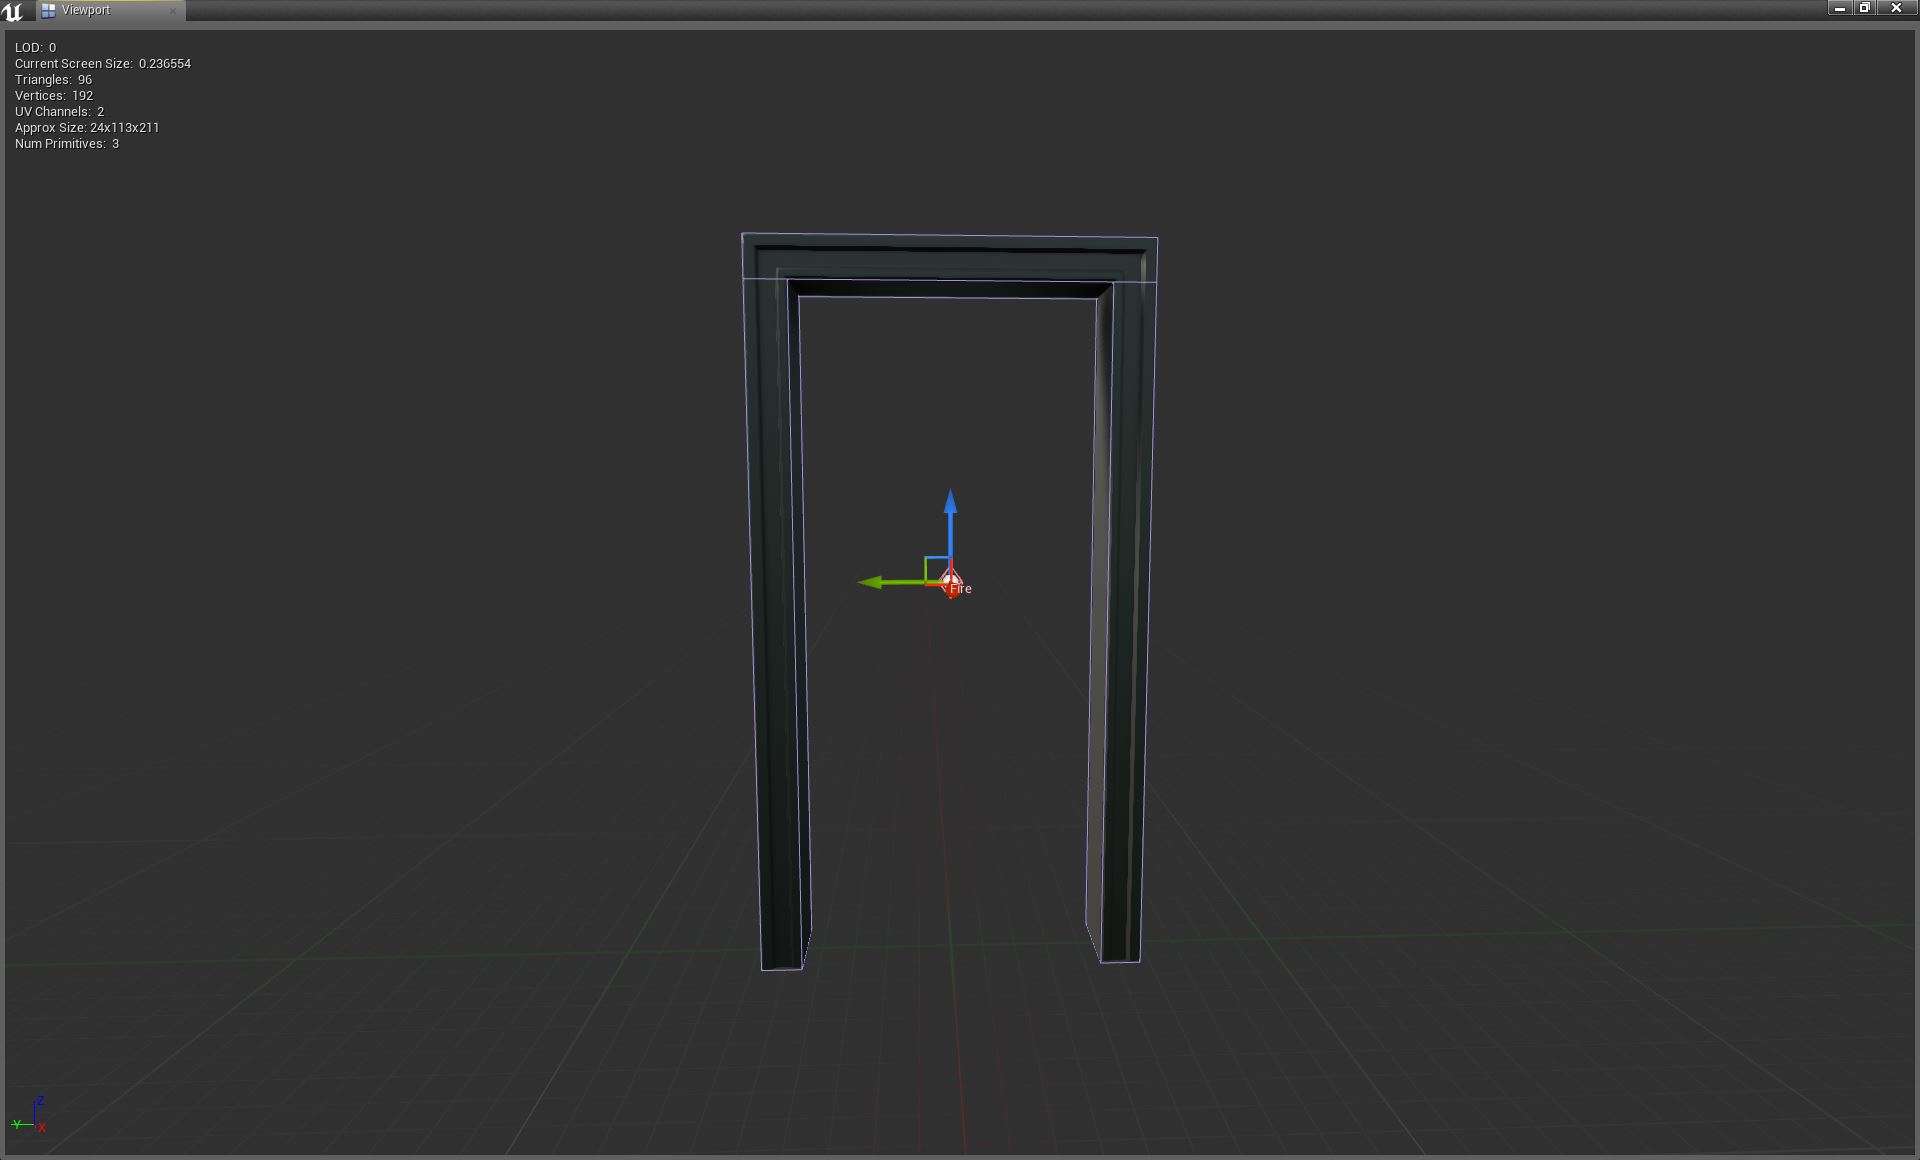 Viewport
LOD: 0
Current Screen Size: 0.236554
Triangles: 96
Vertices: 192
UV Channels: 2
Approx Size: 24x113x211
Num Primitives: 3
Fire
Z
Y
X